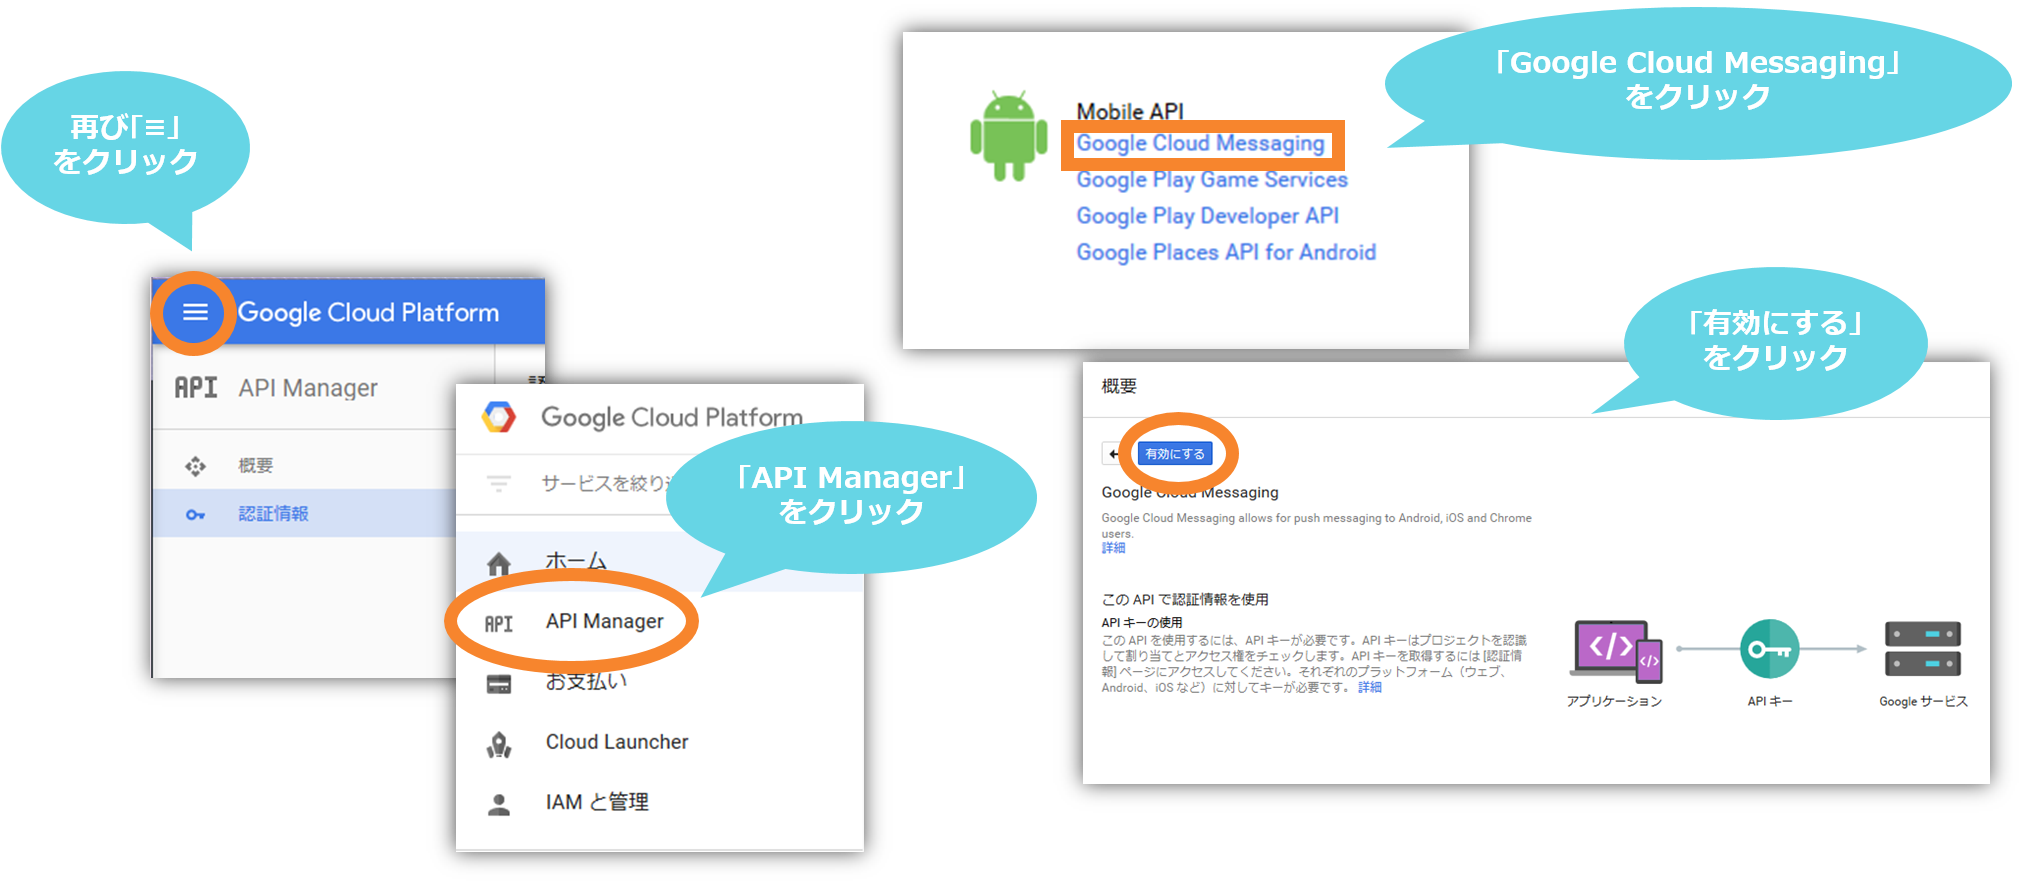 再び「≡」
をクリック
Google Cloud Platform
API API Manager
概要
認証情報
Google Cloud Platform
サービスを絞り
「API Manager」
をクリック
ホーム
API API Manager
お支払い
Cloud Launcher
IAM と管理
「Google Cloud Messaging」
をクリック
Mobile API
Google Cloud Messaging
Google Play Game Services
Google Play Developer API
Google Places API for Android
「有効にする」
をクリック
概要
有効にする
Google Cloud Messaging
Google Cloud Messaging allows for push messaging to Android, iOS and Chrome
users.
詳細
この API で認証情報を使用
API キーの使用
この API を使用するには、API キーが必要です。API キーはプロジェクトを認識
して割り当てとアクセス権をチェックします。API キーを取得するには [認証情
報] ページにアクセスしてください。それぞれのプラットフォーム（ウェブ、
Android、iOS など）に対してキーが必要です。 詳細
</>
</>
アプリケーション
API キー
Google サービス